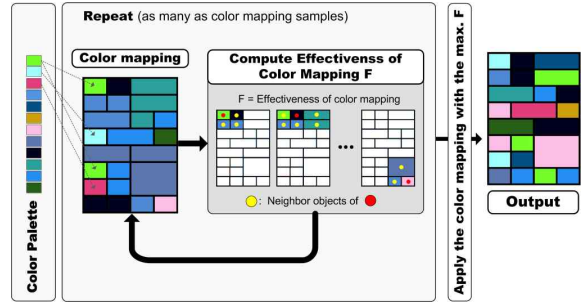 Repeat (as many as color mapping samples)
Color mapping
Compute Effectivenss of
Color Mapping F
F = Effectiveness of color mapping
...
: Neighbor objects of
Color Palette
Apply the color mapping with the max. F
Output